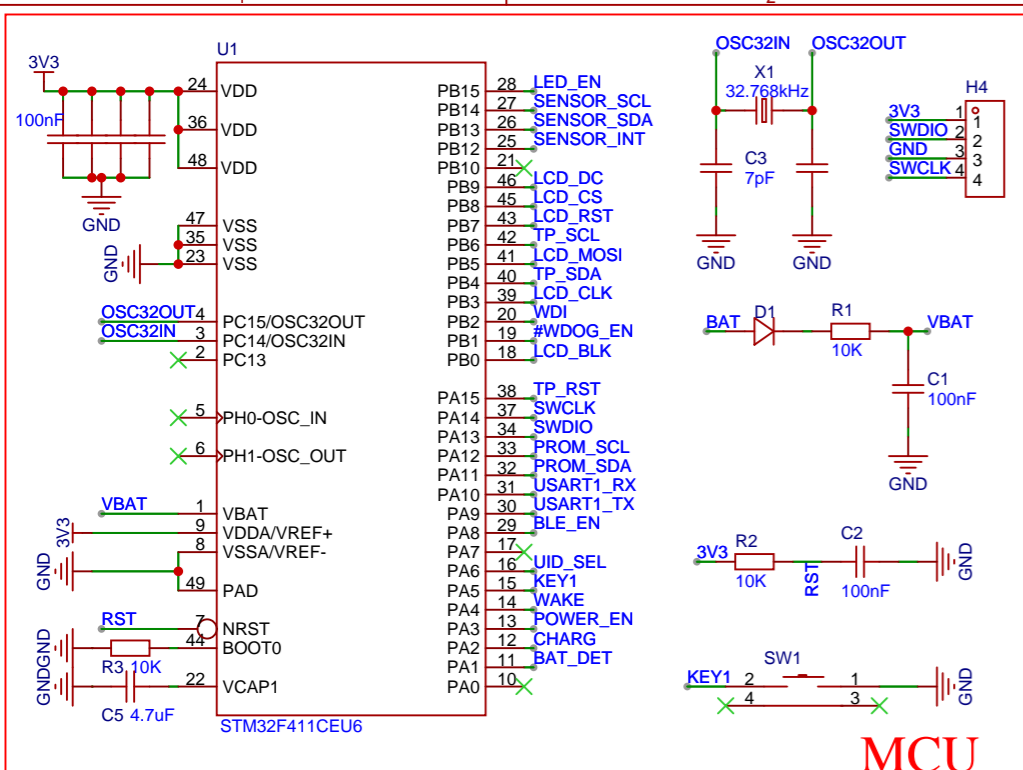 2
U1
3V3
100nF
GND
24 VDD
36 VDD
48 VDD
47 VSS
35 VSS
23 VSS
GND
OSC32OUT 4 PC15/OSC32OUT
OSC32IN 3 PC14/OSC32IN
2 PC13
5 PH0-OSC_IN
6 PH1-OSC_OUT
VBAT 1 VBAT
3V3 9 VDDA/VREF+
GND 8 VSSA/VREF-
49 PAD
RST 7 NRST
GND 44 BOOT0
R3 10K
GND 22 VCAP1
C5 4.7uF
STM32F411CEU6
PB15 28 LED_EN
PB14 27 SENSOR_SCL
PB13 26 SENSOR_SDA
PB12 25 SENSOR_INT
PB10 21
PB9 46 LCD_DC
PB8 45 LCD_CS
PB7 43 LCD_RST
PB6 42 TP_SCL
PB5 41 LCD_MOSI
PB4 40 TP_SDA
PB3 39 LCD_CLK
PB2 20 WDI
PB1 19 #WDOG_EN
PB0 18 LCD_BLK
PA15 38 TP_RST
PA14 37 SWCLK
PA13 34 SWDIO
PA12 33 PROM_SCL
PA11 32 PROM_SDA
PA10 31 USART1_RX
PA9 30 USART1_TX
PA8 29 BLE_EN
PA7 17
PA6 16 UID_SEL
PA5 15 KEY1
PA4 14 WAKE
PA3 13 POWER_EN
PA2 12 CHARG
PA1 11 BAT_DET
PA0 10
OSC32IN OSC32OUT
X1
32.768kHz
C3
7pF
GND GND
H4
3V3 1 1
SWDIO 2 2
GND 3 3
SWCLK 4 4
BAT D1 R1 VBAT
10K
C1
100nF
GND
3V3 R2 C2 GND
10K RST 100nF
SW1
KEY1 2 1 GND
4 3
MCU